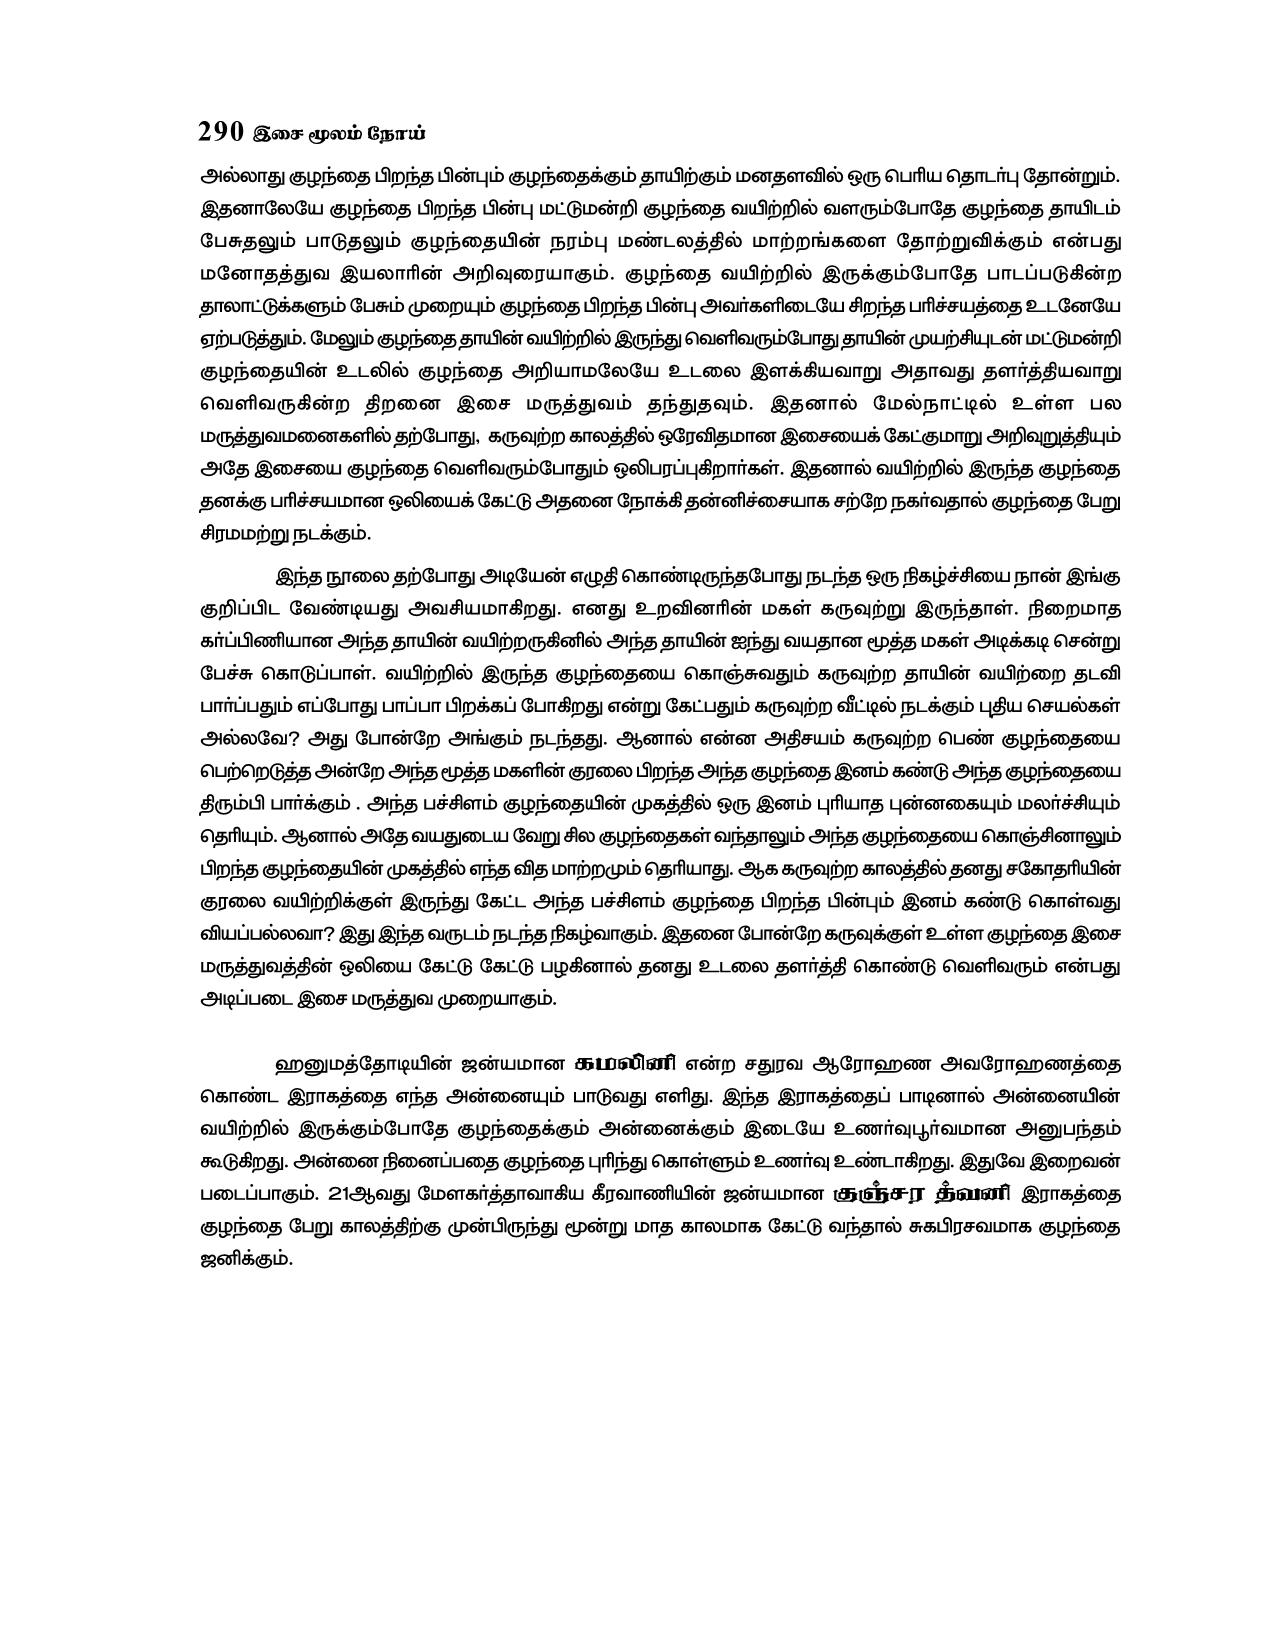 290 இசை மூலம் நோய்
அல்லாது குழந்தை பிறந்த பின்பும் குழந்தைக்கும் தாயிற்கும் மனதளவில் ஒரு பெரிய தொடர்பு தோன்றும்.
இதனாலேயே குழந்தை பிறந்த பின்பு மட்டுமன்றி குழந்தை வயிற்றில் வளரும்போதே குழந்தை தாயிடம்
பேசுதலும் பாடுதலும் குழந்தையின் நரம்பு மண்டலத்தில் மாற்றங்களை தோற்றுவிக்கும் என்பது
மனோதத்துவ இயலாரின் அறிவுரையாகும். குழந்தை வயிற்றில் இருக்கும்போதே பாடப்படுகின்ற
தாலாட்டுக்களும் பேசும் முறையும் குழந்தை பிறந்த பின்பு அவர்களிடையே சிறந்த பரிச்சயத்தை உடனேயே
ஏற்படுத்தும். மேலும் குழந்தை தாயின் வயிற்றில் இருந்து வெளிவரும்போது தாயின் முயற்சியுடன் மட்டுமன்றி
குழந்தையின் உடலில் குழந்தை அறியாமலேயே உடலை இளக்கியவாறு அதாவது தளர்த்தியவாறு
வெளிவருகின்ற திறனை இசை மருத்துவம் தந்துதவும். இதனால் மேல்நாட்டில் உள்ள பல
மருத்துவமனைகளில் தற்போது, கருவுற்ற காலத்தில் ஒரேவிதமான இசையைக் கேட்குமாறு அறிவுறுத்தியும்
அதே இசையை குழந்தை வெளிவரும்போதும் ஒலிபரப்புகிறார்கள். இதனால் வயிற்றில் இருந்த குழந்தை
தனக்கு பரிச்சயமான ஒலியைக் கேட்டு அதனை நோக்கி தன்னிச்சையாக சற்றே நகர்வதால் குழந்தை பேறு
சிரமமற்று நடக்கும்.
இந்த நூலை தற்போது அடியேன் எழுதி கொண்டிருந்தபோது நடந்த ஒரு நிகழ்ச்சியை நான் இங்கு
குறிப்பிட வேண்டியது அவசியமாகிறது. எனது உறவினரின் மகள் கருவுற்று இருந்தாள். நிறைமாத
கர்ப்பிணியான அந்த தாயின் வயிற்றருகினில் அந்த தாயின் ஐந்து வயதான மூத்த மகள் அடிக்கடி சென்று
பேச்சு கொடுப்பாள். வயிற்றில் இருந்த குழந்தையை கொஞ்சுவதும் கருவுற்ற தாயின் வயிற்றை தடவி
பார்ப்பதும் எப்போது பாப்பா பிறக்கப் போகிறது என்று கேட்பதும் கருவுற்ற வீட்டில் நடக்கும் புதிய செயல்கள்
அல்லவே? அது போன்றே அங்கும் நடந்தது. ஆனால் என்ன அதிசயம் கருவுற்ற பெண் குழந்தையை
பெற்றெடுத்த அன்றே அந்த மூத்த மகளின் குரலை பிறந்த அந்த குழந்தை இனம் கண்டு அந்த குழந்தையை
திரும்பி பார்க்கும் . அந்த பச்சிளம் குழந்தையின் முகத்தில் ஒரு இனம் புரியாத புன்னகையும் மலர்ச்சியும்
தெரியும். ஆனால் அதே வயதுடைய வேறு சில குழந்தைகள் வந்தாலும் அந்த குழந்தையை கொஞ்சினாலும்
பிறந்த குழந்தையின் முகத்தில் எந்த வித மாற்றமும் தெரியாது. ஆக கருவுற்ற காலத்தில் தனது சகோதரியின்
குரலை வயிற்றிக்குள் இருந்து கேட்ட அந்த பச்சிளம் குழந்தை பிறந்த பின்பும் இனம் கண்டு கொள்வது
வியப்பல்லவா? இது இந்த வருடம் நடந்த நிகழ்வாகும். இதனை போன்றே கருவுக்குள் உள்ள குழந்தை இசை
மருத்துவத்தின் ஒலியை கேட்டு கேட்டு பழகினால் தனது உடலை தளர்த்தி கொண்டு வெளிவரும் என்பது
அடிப்படை இசை மருத்துவ முறையாகும்.
ஹனுமத்தோடியின் ஜன்யமான கமலினி என்ற சதுரவ ஆரோஹண அவரோஹணத்தை
கொண்ட இராகத்தை எந்த அன்னையும் பாடுவது எளிது. இந்த இராகத்தைப் பாடினால் அன்னையின்
வயிற்றில் இருக்கும்போதே குழந்தைக்கும் அன்னைக்கும் இடையே உணர்வுபூர்வமான அனுபந்தம்
கூடுகிறது. அன்னை நினைப்பதை குழந்தை புரிந்து கொள்ளும் உணர்வு உண்டாகிறது. இதுவே இறைவன்
படைப்பாகும். 21ஆவது மேளகர்த்தாவாகிய கீரவாணியின் ஜன்யமான குஞ்சர த்வனி இராகத்தை
குழந்தை பேறு காலத்திற்கு முன்பிருந்து மூன்று மாத காலமாக கேட்டு வந்தால் சுகபிரசவமாக குழந்தை
ஜனிக்கும்.